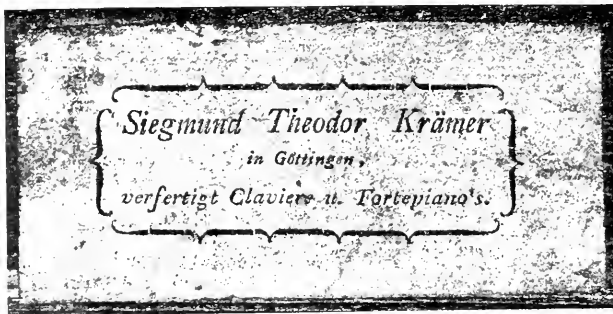 Siegmund Theodor Krämer
in Göttingen,
verfertigt Claviere u. Fortepiano's.